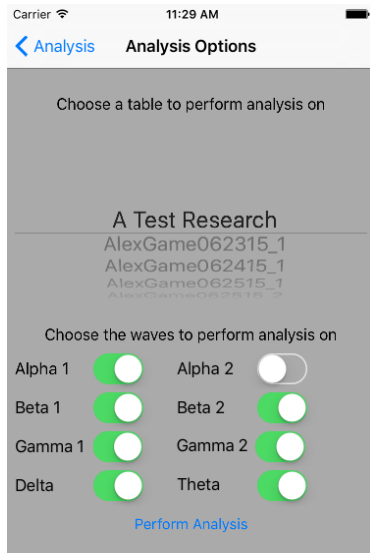 Carrier 11:29 AM
Analysis Analysis Options
Choose a table to perform analysis on
A Test Research
AlexGame062315_1
AlexGame062415_1
AlexGame062515_1
AlexGame062515_2
Choose the waves to perform analysis on
Alpha 1 Alpha 2
Beta 1 Beta 2
Gamma 1 Gamma 2
Delta Theta
Perform Analysis